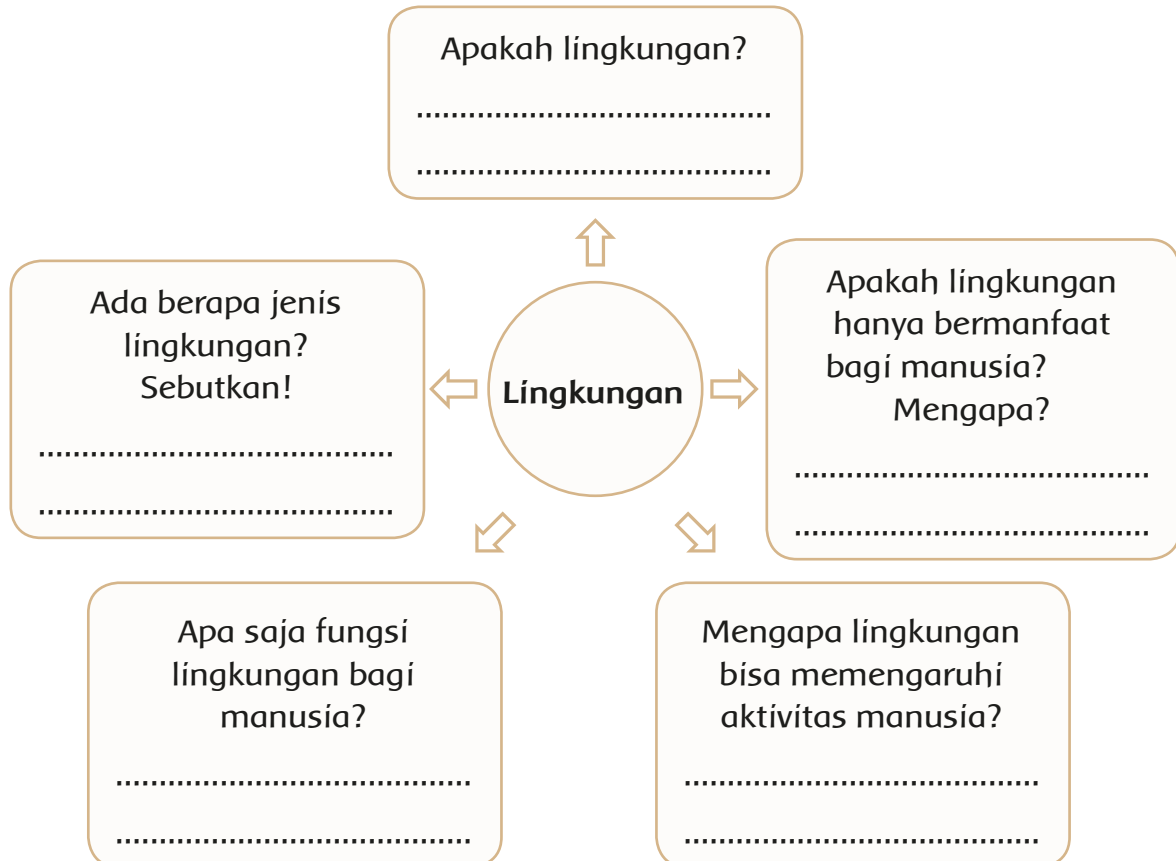 Apakah lingkungan?
.........................................
.........................................
Ada berapa jenis
lingkungan?
Sebutkan!
.........................................
.........................................
Lingkungan
Apakah lingkungan
hanya bermanfaat
bagi manusia?
Mengapa?
.........................................
.........................................
Apa saja fungsi
lingkungan bagi
manusia?
.........................................
.........................................
Mengapa lingkungan
bisa memengaruhi
aktivitas manusia?
.........................................
.........................................